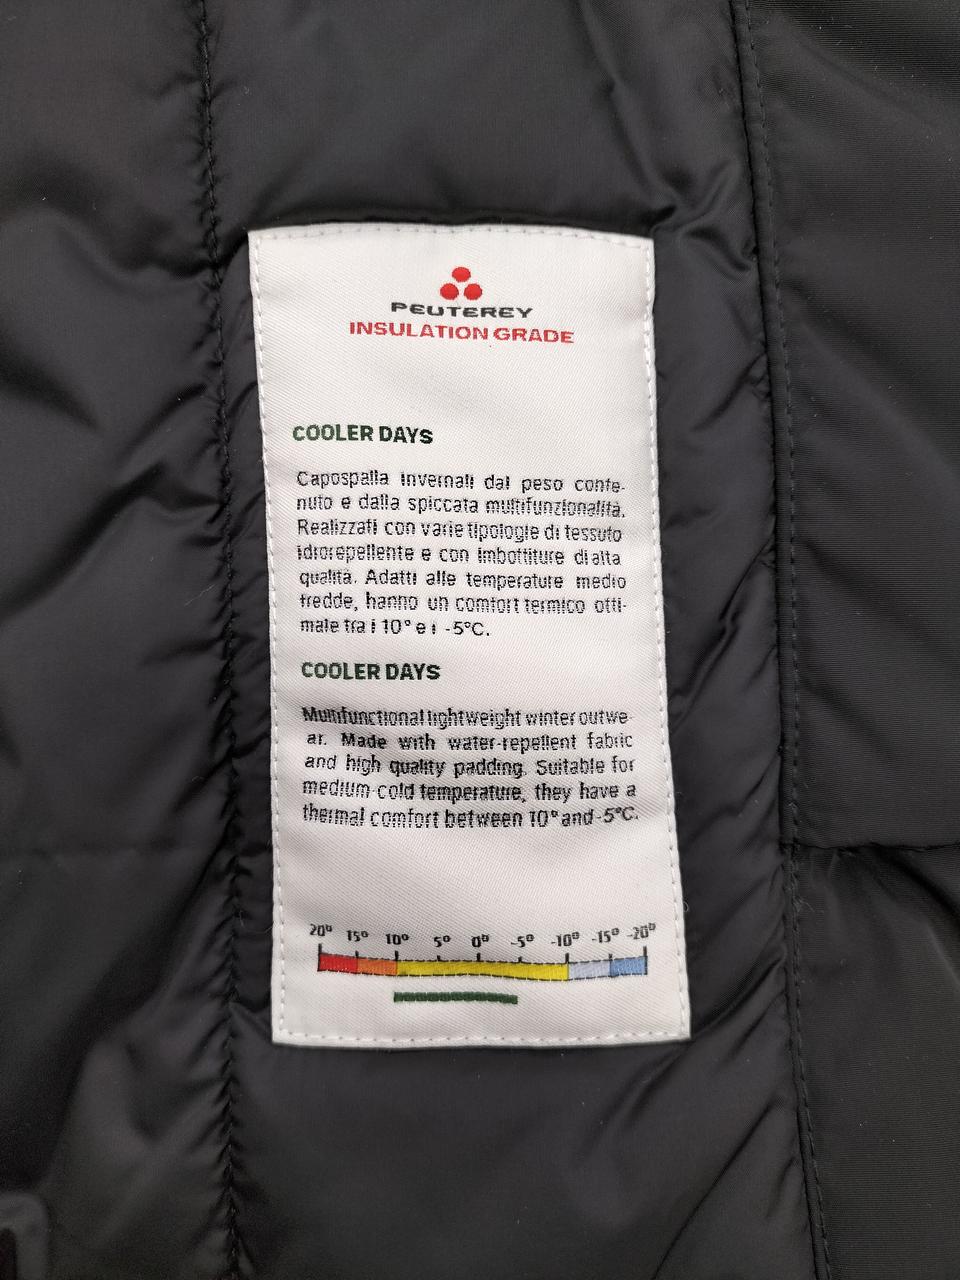 PEUTEREY
INSULATION GRADE
COOLER DAYS
Capospalla invernali dal peso conte-
nuto e dalla spiccata multifunzionalità.
Realizzati con varie tipologie di tessuto
idrorepellente e con imbottiture di alta
qualità. Adatti alle temperature medio
fredde, hanno un comfort termico otti-
male tra i 10° e i -5°C.
COOLER DAYS
Multifunctional lightweight winter outwe-
ar. Made with water-repellent fabric
and high quality padding. Suitable for
medium-cold temperature, they have a
thermal comfort between 10° and -5°C.
20° 15° 10° 5° 0° -5° -10° -15° -20°